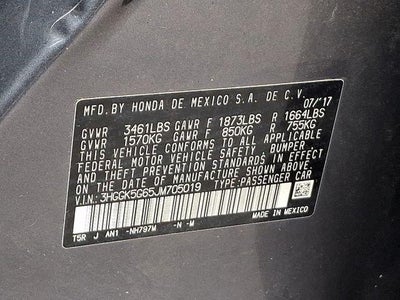 MFD.BY HONDA DE MEXICO S.A. DE C.V. 07/'17
GVWR 3461LBS GAWR F 1873LBS R 1664LBS
GVWR 1570KG GAWR F 850KG R 755KG
THIS VEHICLE CONFORMS TO ALL APPLICABLE
FEDERAL MOTOR VEHICLE SAFETY, BUMPER
AND THEFT PREVENTION STANDARDS IN EFFECT
ON THE DATE OF MANUFACTURE SHOWN ABOVE.
V.I.N: 3HGGK5G65JM705019 TYPE:PASSENGER CAR
MADE IN MEXICO
T5R J AN1 -NH797M -N -M